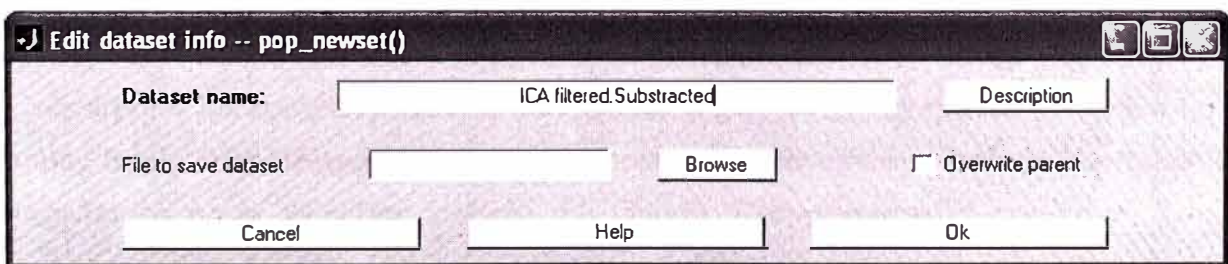 Edit dataset info -- pop_newset()
Dataset name: ICA filtered.Substracted Description
File to save dataset Browse Overwrite parent
Cancel Help Ok